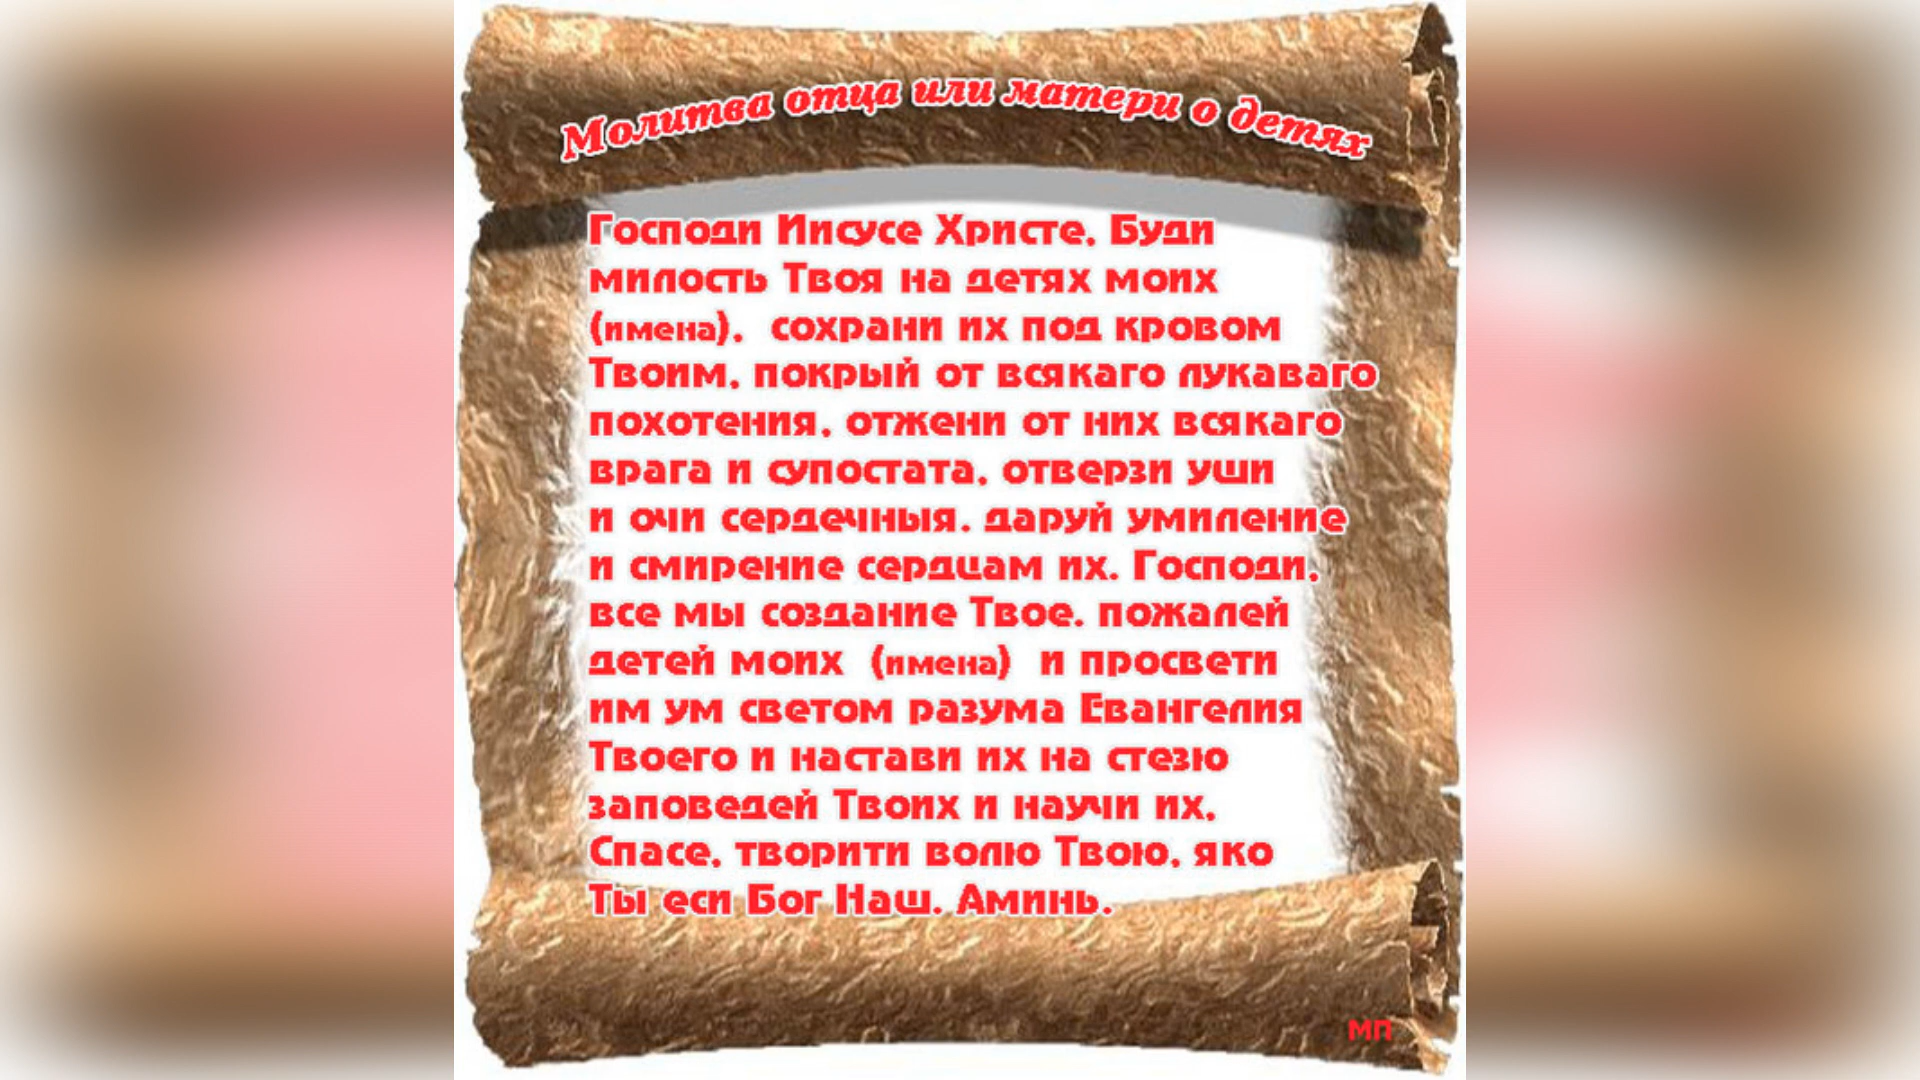 Молитва отца или матери о детях
Господи Иисусе Христе, Буди
милость Твоя на детях моих
(имена), сохрани их под кровом
Твоим, покрый от всякаго лукаваго
похотения, отжени от них всякаго
врага и супостата, отверзи уши
и очи сердечныя, даруй умиление
и смирение сердцам их. Господи,
все мы создание Твое, пожалей
детей моих (имена) и просвети
им ум светом разума Евангелия
Твоего и настави их на стезю
заповедей Твоих и научи их,
Спасе, творити волю Твою, яко
Ты еси Бог Наш. Аминь.
МП